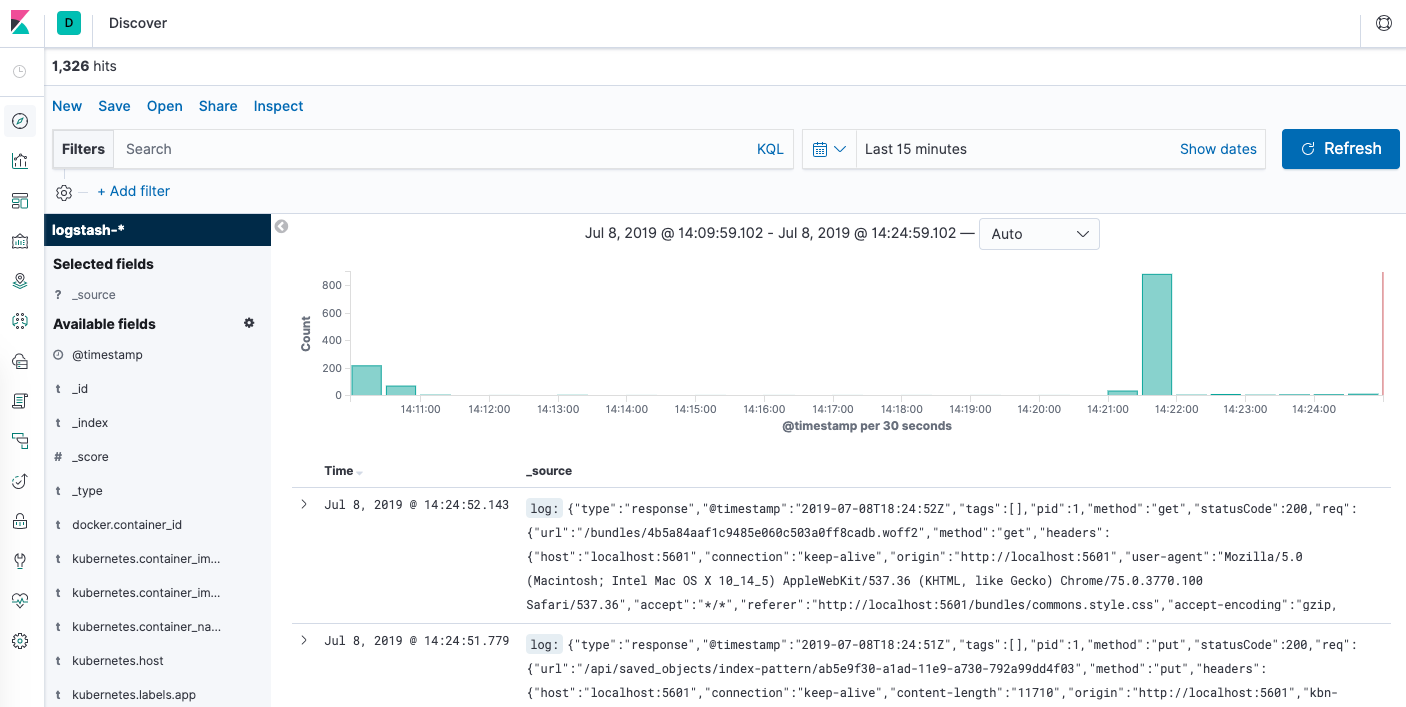 D Discover
1,326 hits
New Save Open Share Inspect
Filters Search KQL Last 15 minutes Show dates Refresh
+ Add filter
logstash-*
Selected fields
? _source
Available fields
@timestamp
t _id
t _index
# _score
t _type
t docker.container_id
t kubernetes.container_im...
t kubernetes.container_im...
t kubernetes.container_na...
t kubernetes.host
t kubernetes.labels.app
Jul 8, 2019 @ 14:09:59.102 - Jul 8, 2019 @ 14:24:59.102 — Auto
Count
800
600
400
200
0
14:11:00 14:12:00 14:13:00 14:14:00 14:15:00 14:16:00 14:17:00 14:18:00 14:19:00 14:20:00 14:21:00 14:22:00 14:23:00 14:24:00
@timestamp per 30 seconds
Time _source
Jul 8, 2019 @ 14:24:52.143 log: {"type":"response","@timestamp":"2019-07-08T18:24:52Z","tags":[],"pid":1,"method":"get","statusCode":200,"req":
{"url":"/bundles/4b5a84aaf1c9485e060c503a0ff8cadb.woff2","method":"get","headers":
{"host":"localhost:5601","connection":"keep-alive","origin":"http://localhost:5601","user-agent":"Mozilla/5.0
(Macintosh; Intel Mac OS X 10_14_5) AppleWebKit/537.36 (KHTML, like Gecko) Chrome/75.0.3770.100
Safari/537.36","accept":"*/*","referer":"http://localhost:5601/bundles/commons.style.css","accept-encoding":"gzip,
Jul 8, 2019 @ 14:24:51.779 log: {"type":"response","@timestamp":"2019-07-08T18:24:51Z","tags":[],"pid":1,"method":"put","statusCode":200,"req":
{"url":"/api/saved_objects/index-pattern/ab5e9f30-a1ad-11e9-a730-792a99dd4f03","method":"put","headers":
{"host":"localhost:5601","connection":"keep-alive","content-length":"11710","origin":"http://localhost:5601","kbn-